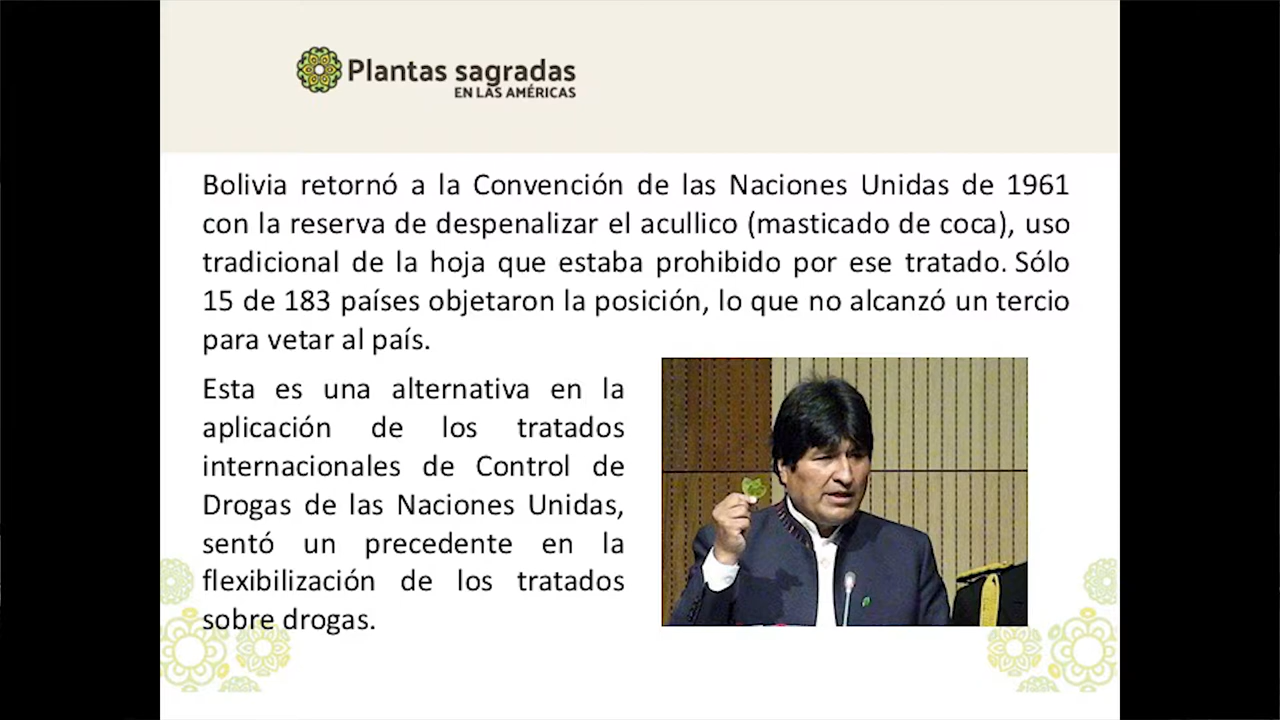 Plantas sagradas
EN LAS AMÉRICAS
Bolivia retornó a la Convención de las Naciones Unidas de 1961
con la reserva de despenalizar el acullico (masticado de coca), uso
tradicional de la hoja que estaba prohibido por ese tratado. Sólo
15 de 183 países objetaron la posición, lo que no alcanzó un tercio
para vetar al país.
Esta es una alternativa en la
aplicación de los tratados
internacionales de Control de
Drogas de las Naciones Unidas,
sentó un precedente en la
flexibilización de los tratados
sobre drogas.